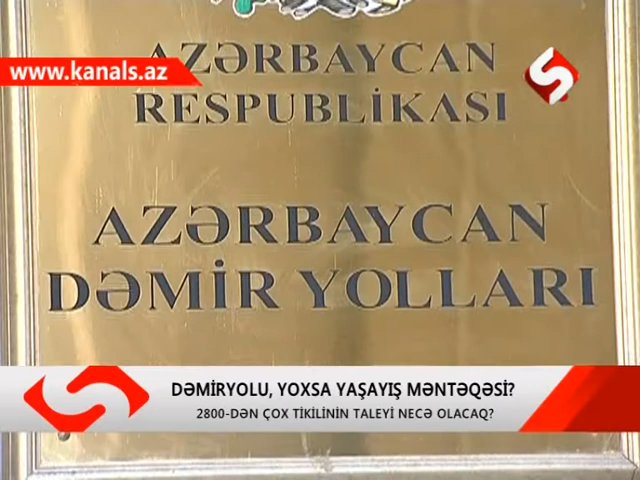 www.kanals.az
AZƏRBAYCAN
RESPUBLİKASI
AZƏRBAYCAN
DƏMİR YOLLARI
DƏMİRYOLU, YOXSA YAŞAYIŞ MƏNTƏQƏSİ?
2800-DƏN ÇOX TİKİLİNİN TALEYİ NECƏ OLACAQ?